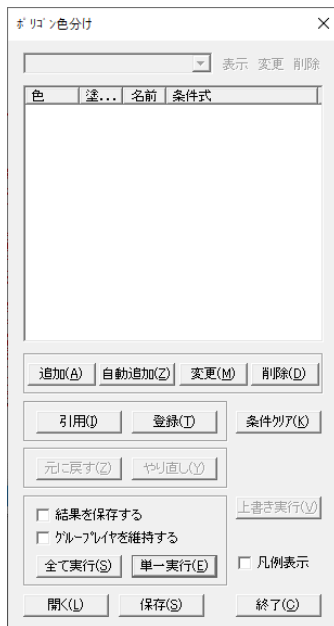 ポリゴン色分け
表示 変更 削除
色 塗... 名前 条件式
追加(A) 自動追加(Z) 変更(M) 削除(D)
引用(I) 登録(T) 条件クリア(K)
元に戻す(Z) やり直し(Y)
上書き実行(V)
結果を保存する
グループレイヤを維持する
全て実行(S) 単一実行(E) 凡例表示
開く(L) 保存(S) 終了(C)